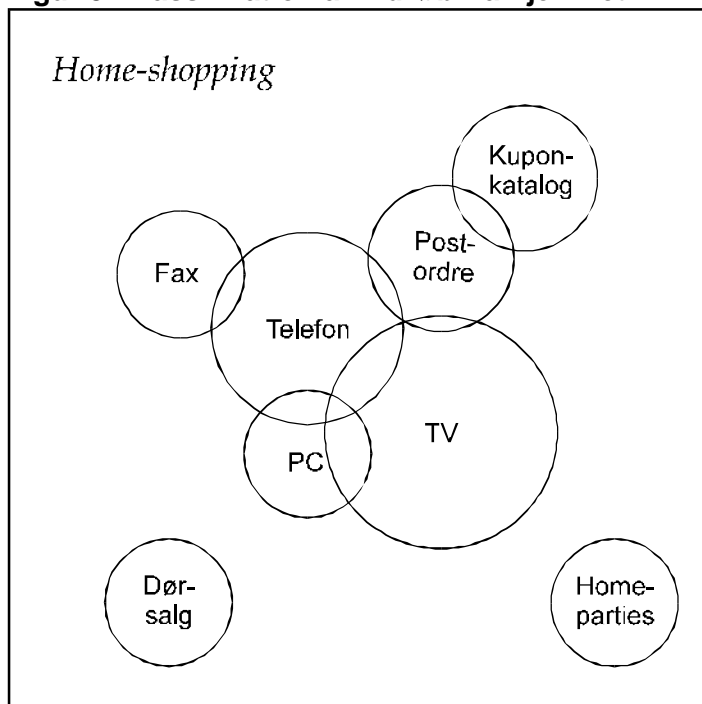 Home-shopping
Kupon-
katalog
Post-
ordre
Fax
Telefon
TV
PC
Dør-
salg
Home-
parties